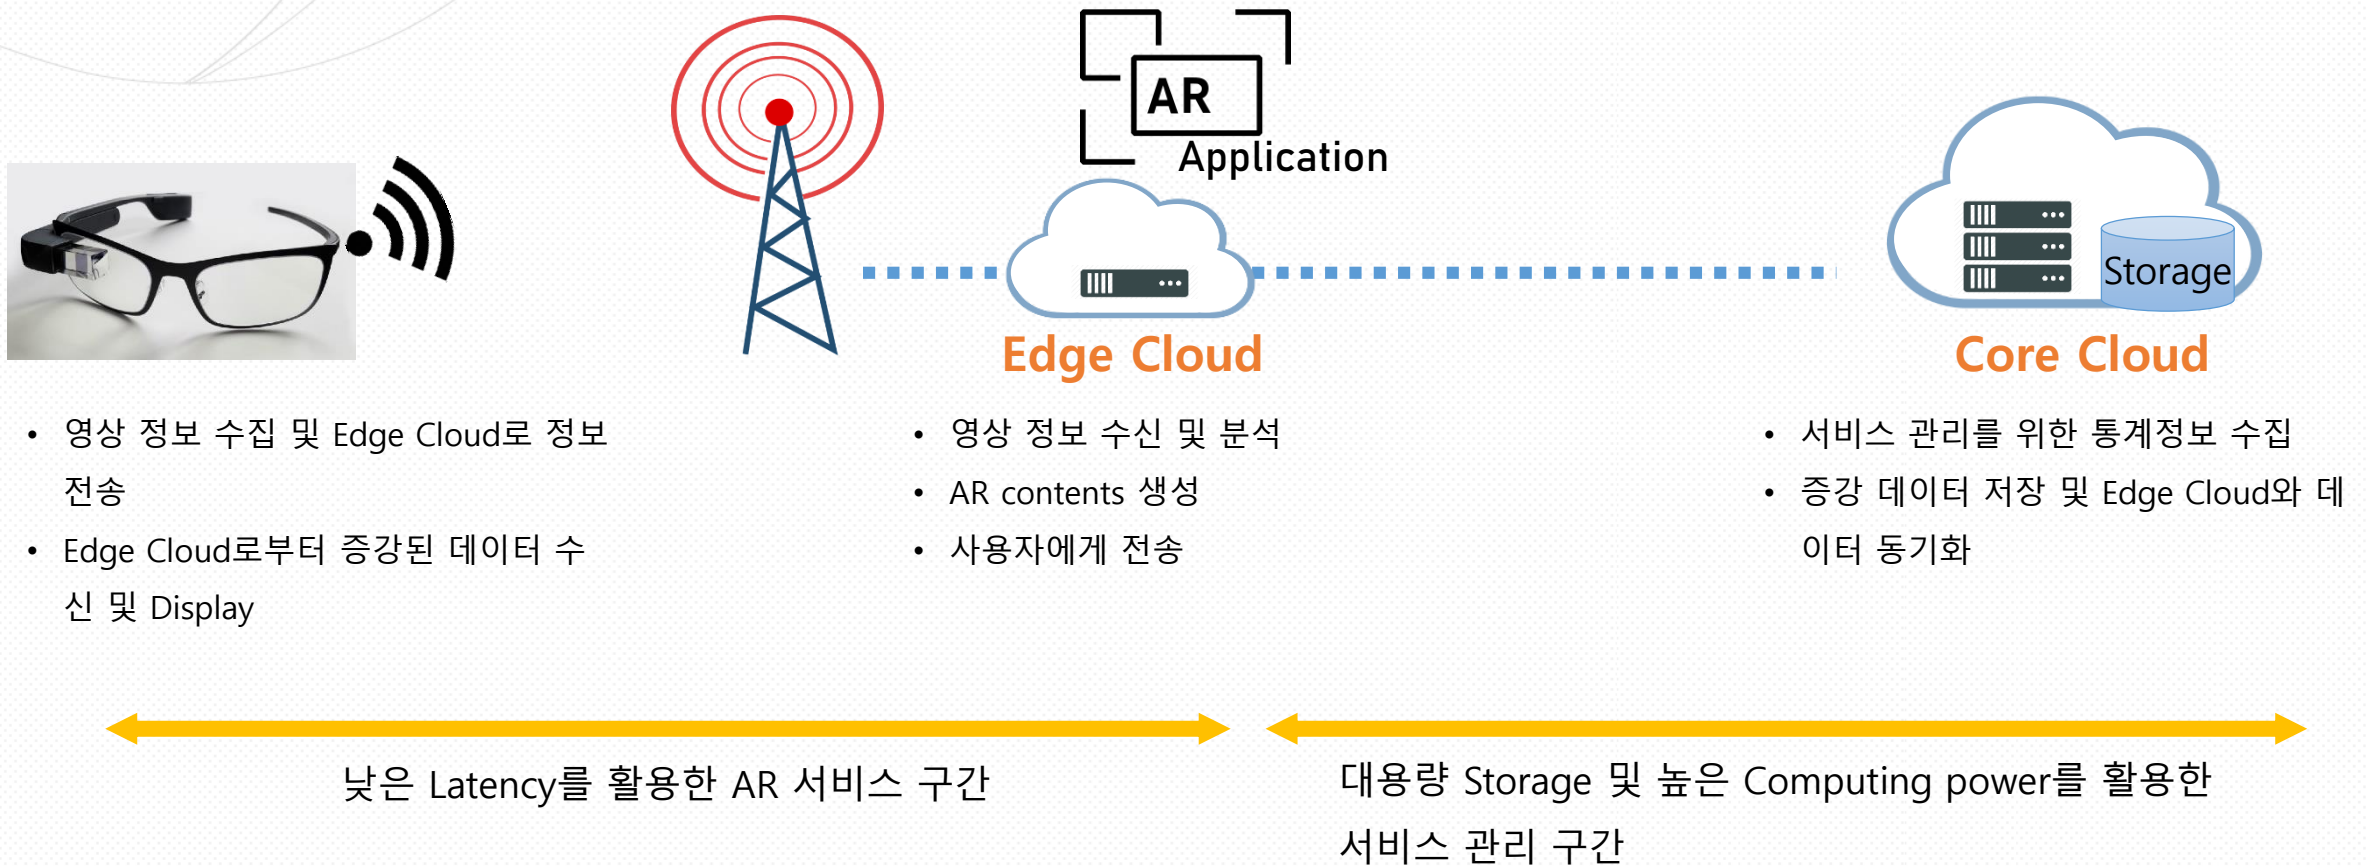 AR
Application
Storage
Edge Cloud
Core Cloud
• 영상 정보 수집 및 Edge Cloud로 정보
전송
• Edge Cloud로부터 증강된 데이터 수
신 및 Display
• 영상 정보 수신 및 분석
• AR contents 생성
• 사용자에게 전송
• 서비스 관리를 위한 통계정보 수집
• 증강 데이터 저장 및 Edge Cloud와 데
이터 동기화
낮은 Latency를 활용한 AR 서비스 구간
대용량 Storage 및 높은 Computing power를 활용한
서비스 관리 구간